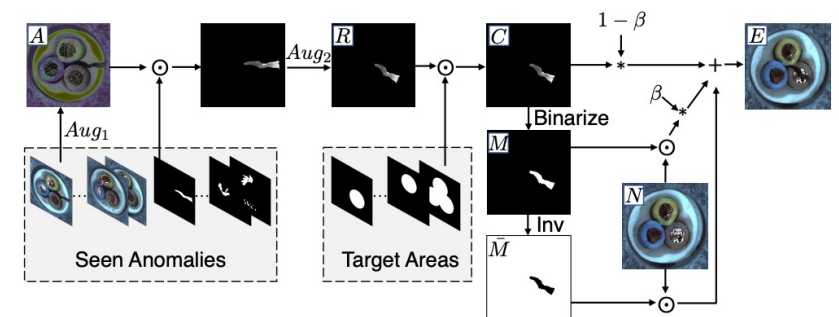 A
Aug₁
Seen Anomalies
Aug₂
R
Target Areas
C
Binarize
M
Inv
M̄
1 − β
*
β
*
+
N
E